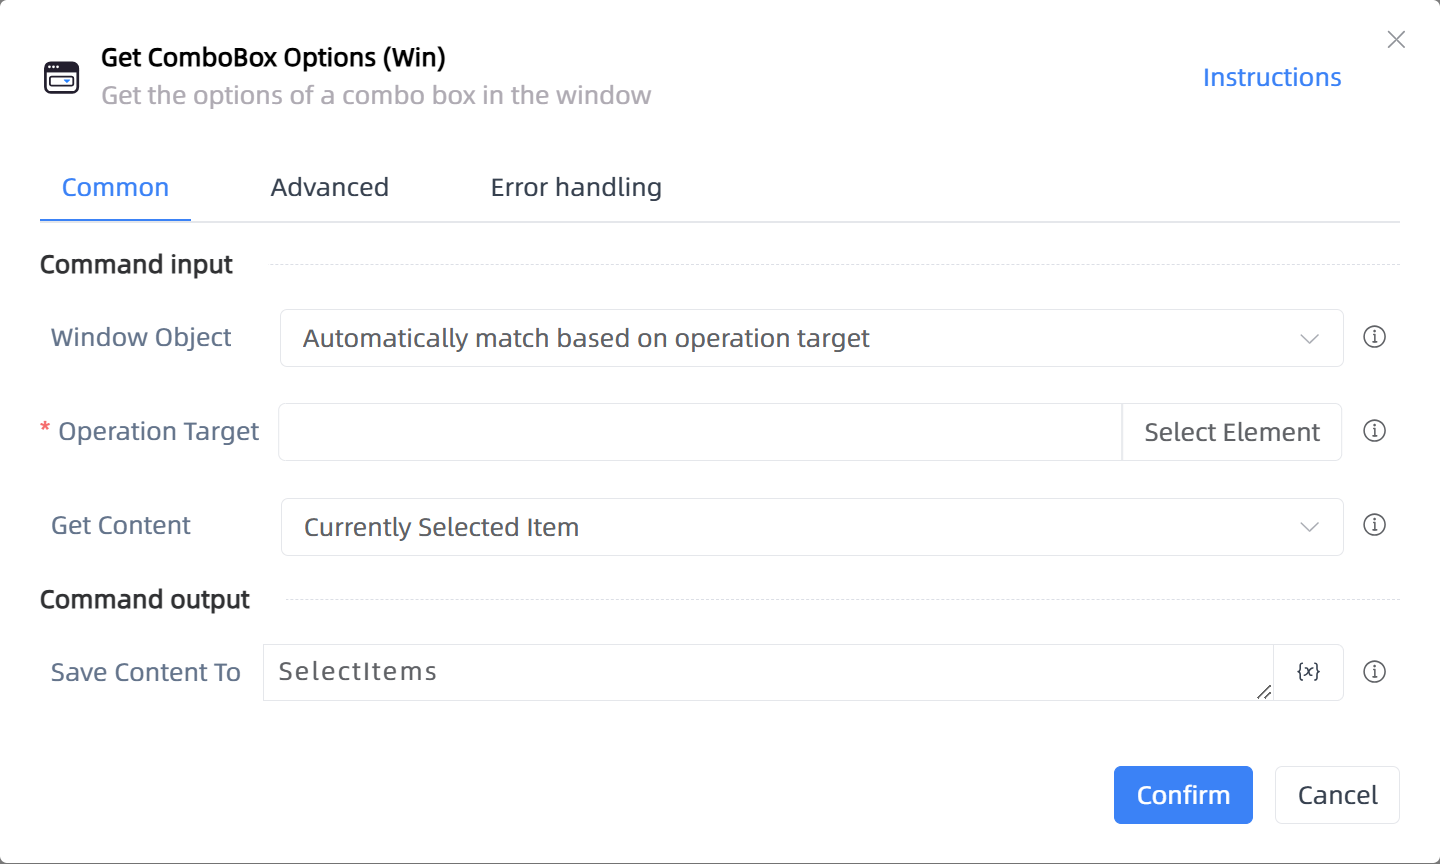 Get ComboBox Options (Win)
Get the options of a combo box in the window
Instructions
Common
Advanced
Error handling
Command input
Window Object
Automatically match based on operation target
* Operation Target
Select Element
Get Content
Currently Selected Item
Command output
Save Content To
SelectItems
{x}
Confirm
Cancel